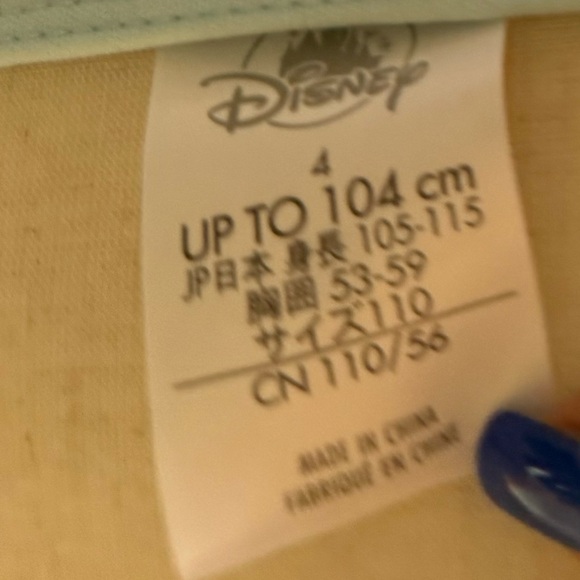 Disney
4
UP TO 104 cm
JP日本 身長 105-115
胸囲 53-59
サイズ110
CN 110/56
MADE IN CHINA
FABRIQUÉ EN CHINE